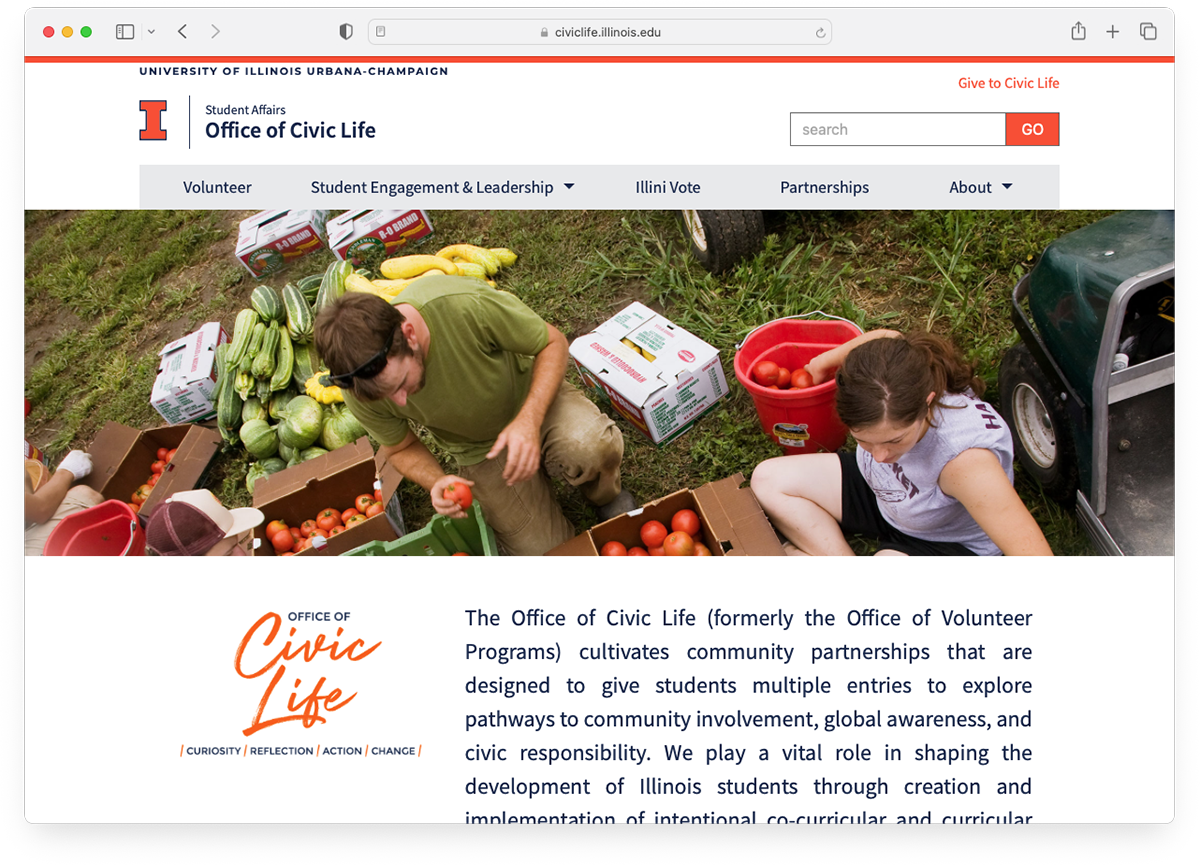 civiclife.illinois.edu
UNIVERSITY OF ILLINOIS URBANA-CHAMPAIGN
Give to Civic Life
Student Affairs
Office of Civic Life
search
GO
Volunteer
Student Engagement & Leadership
Illini Vote
Partnerships
About
R-O BRAND
R-O BRAND
OFFICE OF
Civic
Life
/ CURIOSITY / REFLECTION / ACTION / CHANGE /
The Office of Civic Life (formerly the Office of Volunteer
Programs) cultivates community partnerships that are
designed to give students multiple entries to explore
pathways to community involvement, global awareness, and
civic responsibility. We play a vital role in shaping the
development of Illinois students through creation and
implementation of intentional co-curricular and curricular